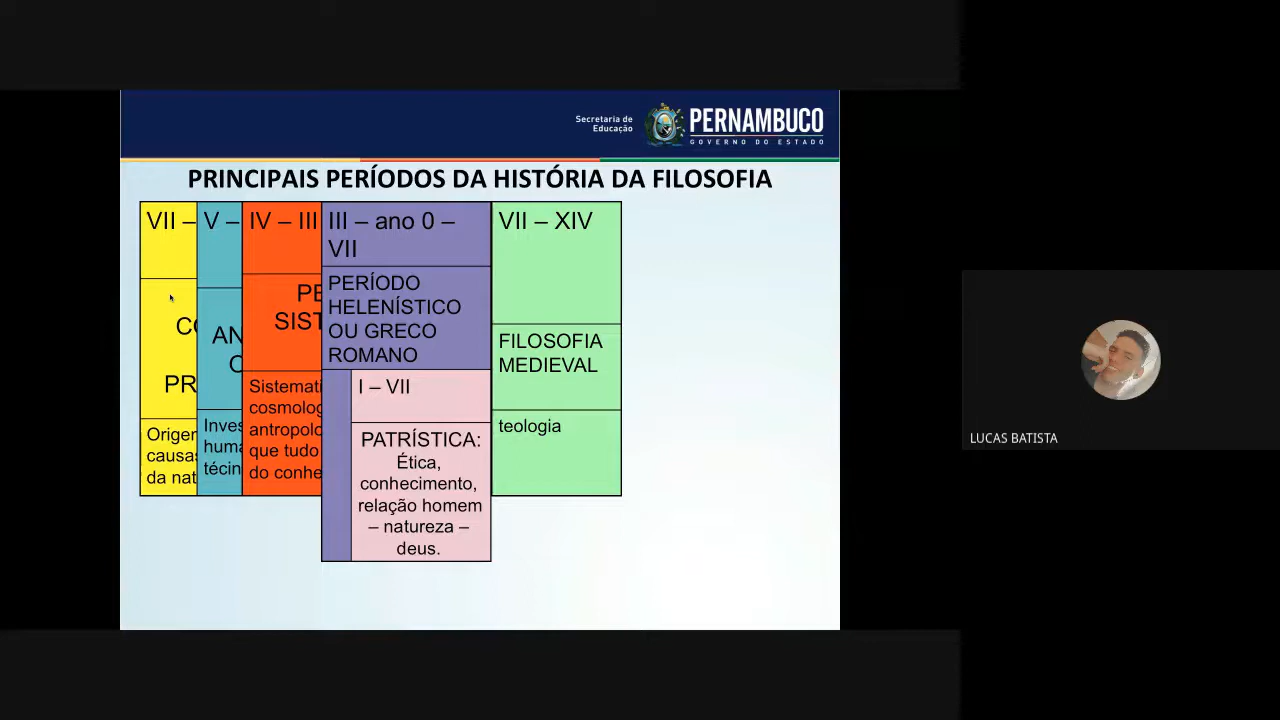 Secretaria de
Educação
PERNAMBUCO
GOVERNO DO ESTADO
PRINCIPAIS PERÍODOS DA HISTÓRIA DA FILOSOFIA
VII –
V –
IV – III
III – ano 0 –
VII
VII – XIV
PERÍODO
HELENÍSTICO
OU GRECO
ROMANO
FILOSOFIA
MEDIEVAL
I – VII
PATRÍSTICA:
Ética,
conhecimento,
relação homem
– natureza –
deus.
que tudo
teologia
LUCAS BATISTA